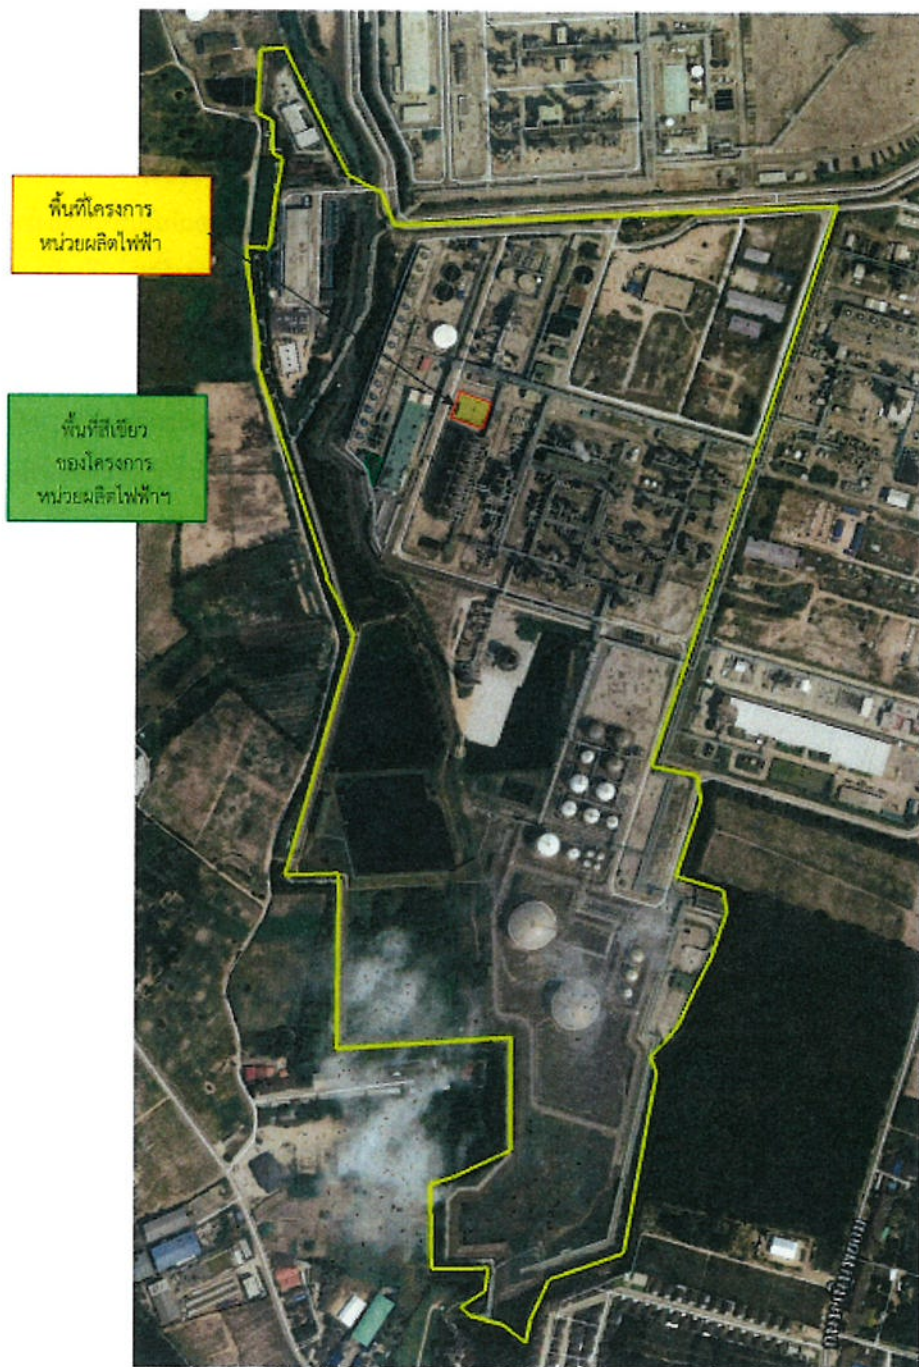 พื้นที่โครงการ
หน่วยผลิตไฟฟ้า
พื้นที่สีเขียว
ของโครงการ
หน่วยผลิตไฟฟ้าฯ